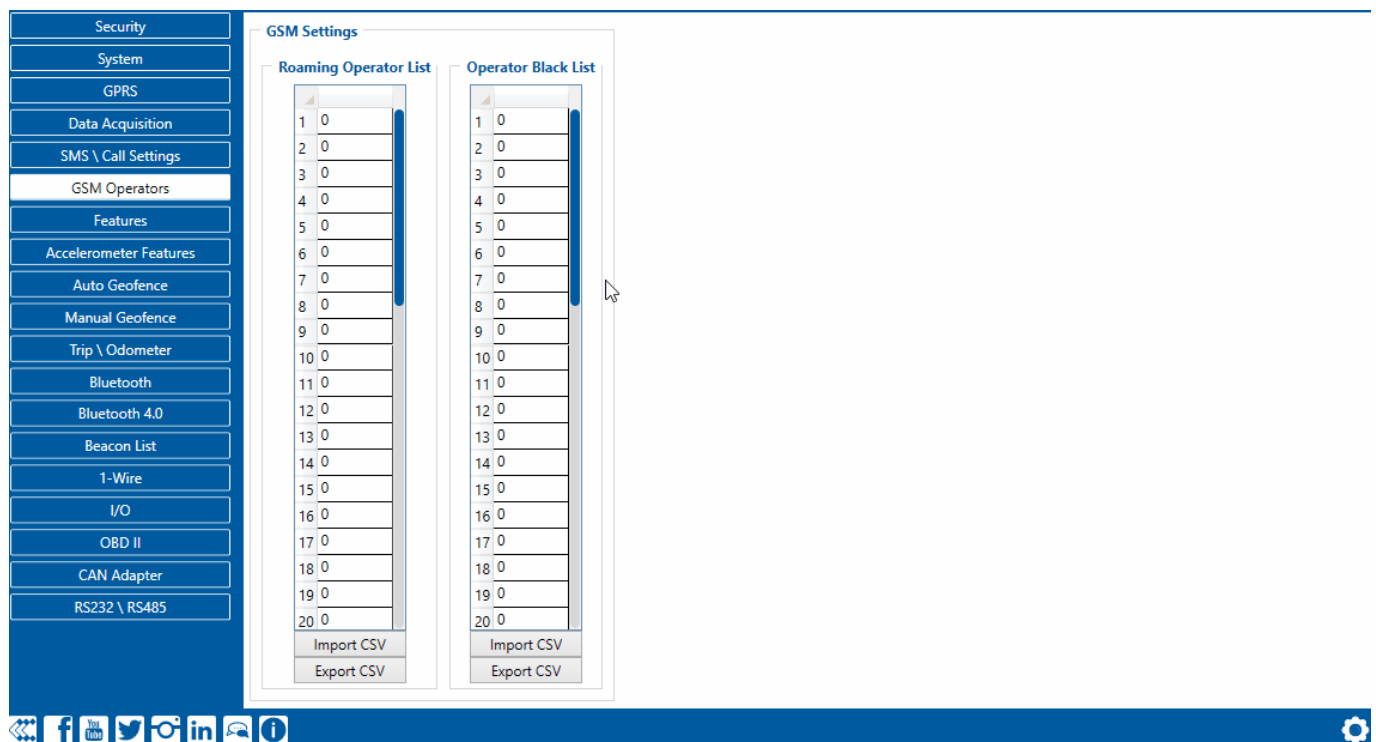 Security
System
GPRS
Data Acquisition
SMS \ Call Settings
GSM Operators
Features
Accelerometer Features
Auto Geofence
Manual Geofence
Trip \ Odometer
Bluetooth
Bluetooth 4.0
Beacon List
1-Wire
I/O
OBD II
CAN Adapter
RS232 \ RS485
GSM Settings
Roaming Operator List
1 0
2 0
3 0
4 0
5 0
6 0
7 0
8 0
9 0
10 0
11 0
12 0
13 0
14 0
15 0
16 0
17 0
18 0
19 0
20 0
Import CSV
Export CSV
Operator Black List
1 0
2 0
3 0
4 0
5 0
6 0
7 0
8 0
9 0
10 0
11 0
12 0
13 0
14 0
15 0
16 0
17 0
18 0
19 0
20 0
Import CSV
Export CSV
f
You
Tube
in
i